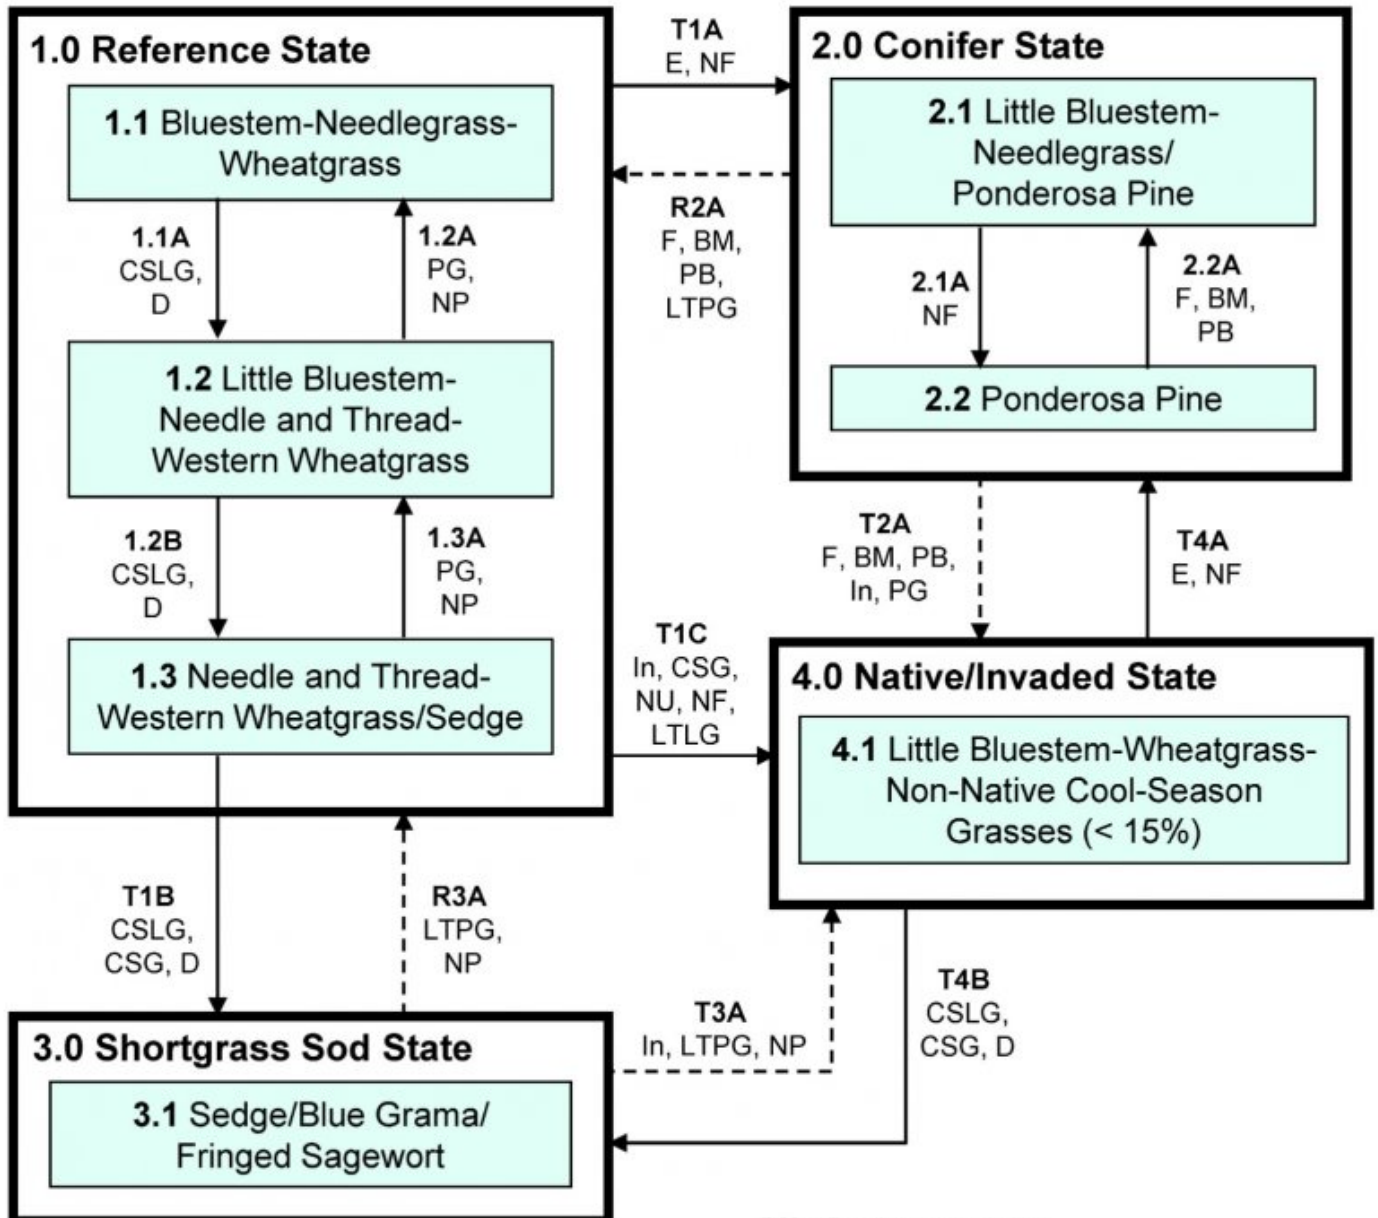 1.0 Reference State
1.1 Bluestem-Needlegrass-
Wheatgrass
1.1A
CSLG,
D
1.2A
PG,
NP
1.2 Little Bluestem-
Needle and Thread-
Western Wheatgrass
1.2B
CSLG,
D
1.3A
PG,
NP
1.3 Needle and Thread-
Western Wheatgrass/Sedge
T1A
E, NF
R2A
F, BM,
PB,
LTPG
2.0 Conifer State
2.1 Little Bluestem-
Needlegrass/
Ponderosa Pine
2.1A
NF
2.2A
F, BM,
PB
2.2 Ponderosa Pine
T2A
F, BM, PB,
In, PG
T4A
E, NF
T1C
In, CSG,
NU, NF,
LTLG
4.0 Native/Invaded State
4.1 Little Bluestem-Wheatgrass-
Non-Native Cool-Season
Grasses (< 15%)
T1B
CSLG,
CSG, D
R3A
LTPG,
NP
T3A
In, LTPG, NP
T4B
CSLG,
CSG, D
3.0 Shortgrass Sod State
3.1 Sedge/Blue Grama/
Fringed Sagewort